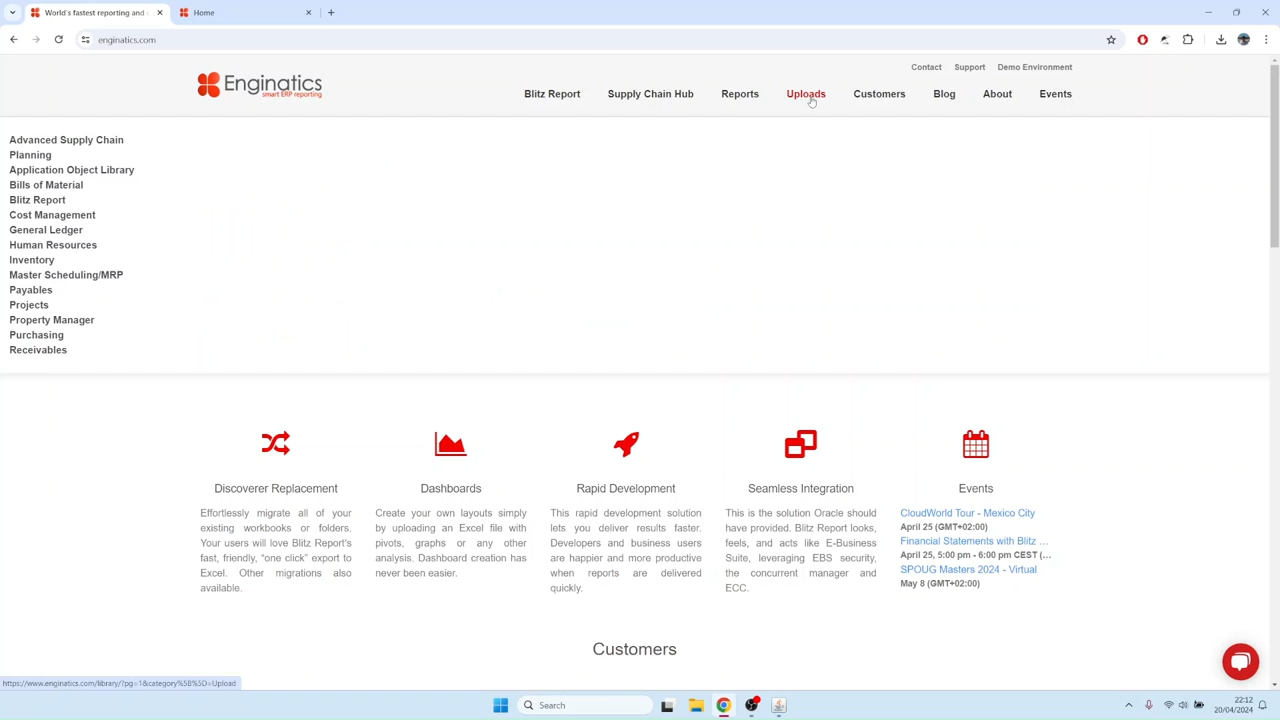 World's fastest reporting and
Home
enginatics.com
Enginatics
smart ERP reporting
Contact Support Demo Environment
Blitz Report Supply Chain Hub Reports Uploads Customers Blog About Events
Advanced Supply Chain
Planning
Application Object Library
Bills of Material
Blitz Report
Cost Management
General Ledger
Human Resources
Inventory
Master Scheduling/MRP
Payables
Projects
Property Manager
Purchasing
Receivables
Discoverer Replacement
Effortlessly migrate all of your
existing workbooks or folders.
Your users will love Blitz Report's
fast, friendly, “one click” export to
Excel. Other migrations also
available.
Dashboards
Create your own layouts simply
by uploading an Excel file with
pivots, graphs or any other
analysis. Dashboard creation has
never been easier.
Rapid Development
This rapid development solution
lets you deliver results faster.
Developers and business users
are happier and more productive
when reports are delivered
quickly.
Seamless Integration
This is the solution Oracle should
have provided. Blitz Report looks,
feels, and acts like E-Business
Suite, leveraging EBS security,
the concurrent manager and
ECC.
Events
CloudWorld Tour - Mexico City
April 25 (GMT+02:00)
Financial Statements with Blitz ...
April 25, 5:00 pm - 6:00 pm CEST (...
SPOUG Masters 2024 - Virtual
May 8 (GMT+02:00)
Customers
https://www.enginatics.com/library/?pg=1&category%5B%5D=Upload
Search
22:12
20/04/2024